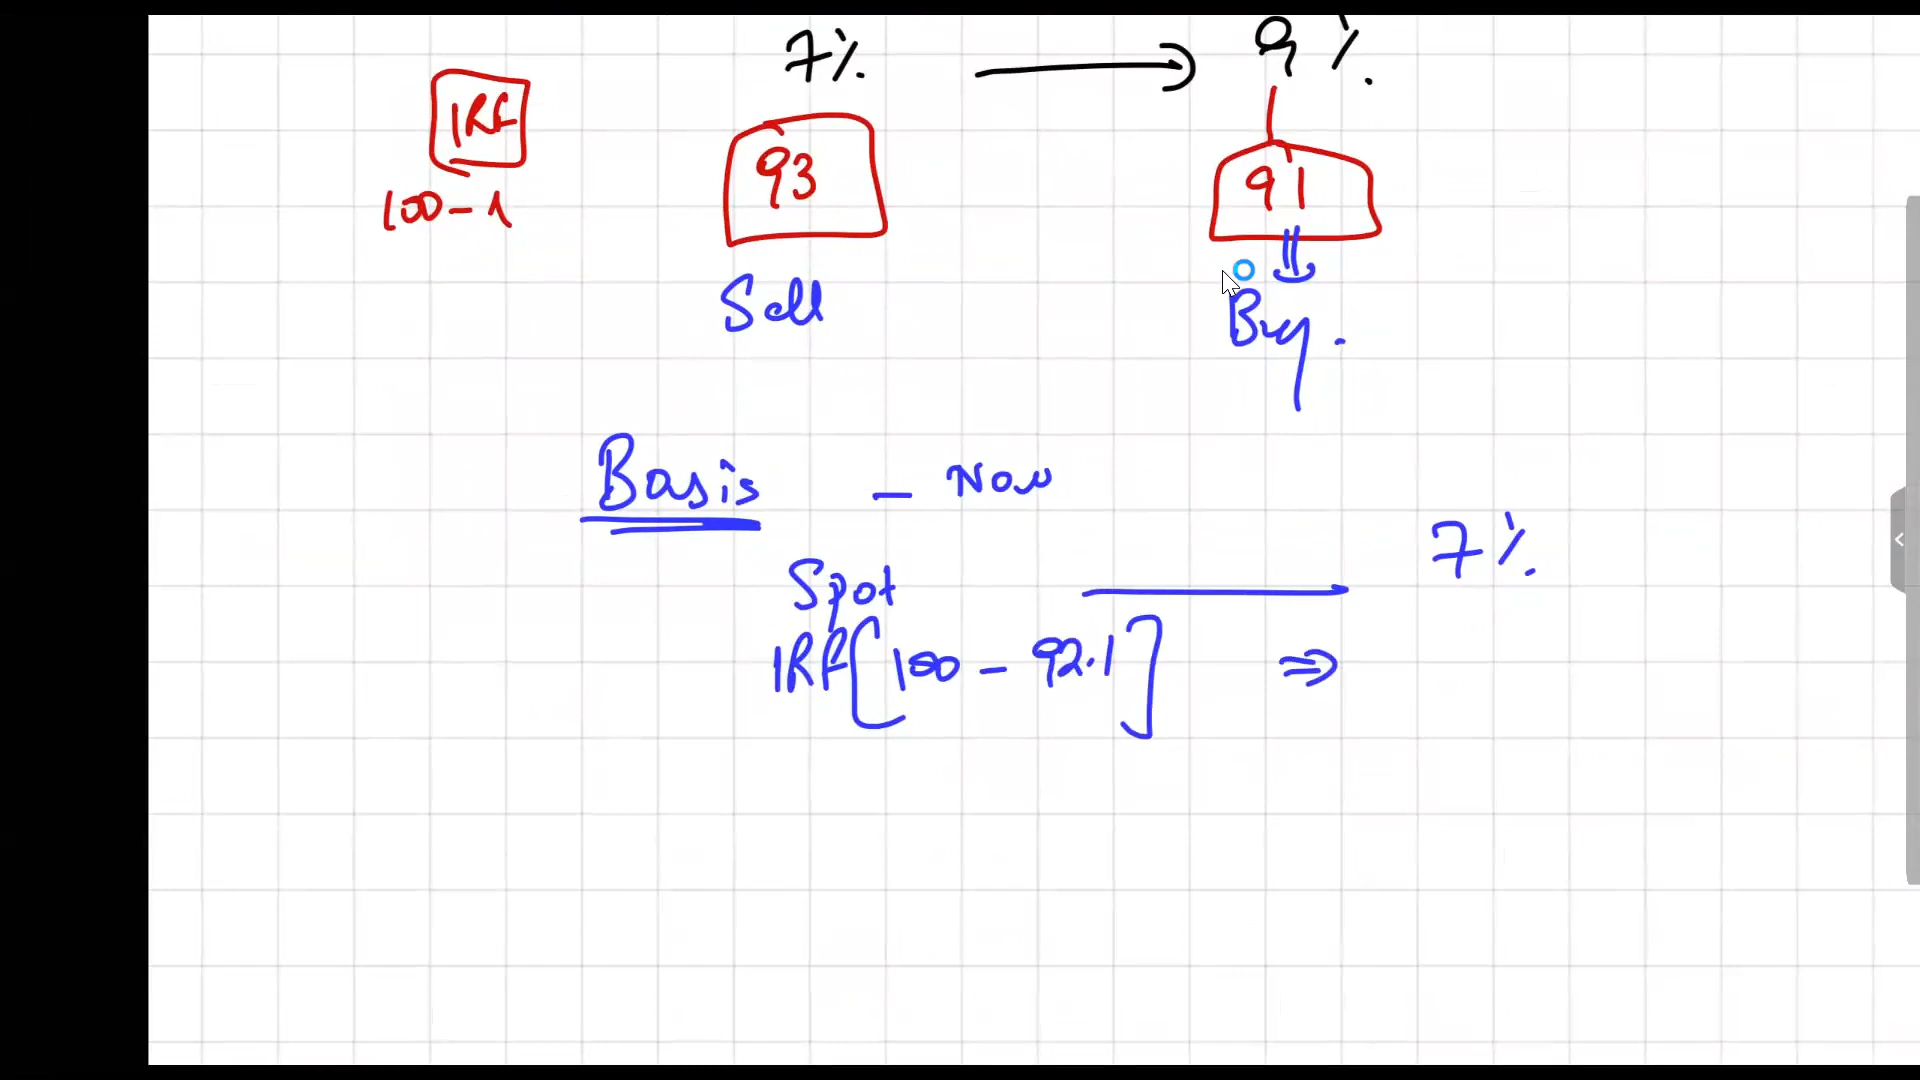 7% → 9%.
IRF 93 91
100-1
Sell Buy.
Basis - Now
Spot → 7%.
IRF [100 - 92.1] ⇒